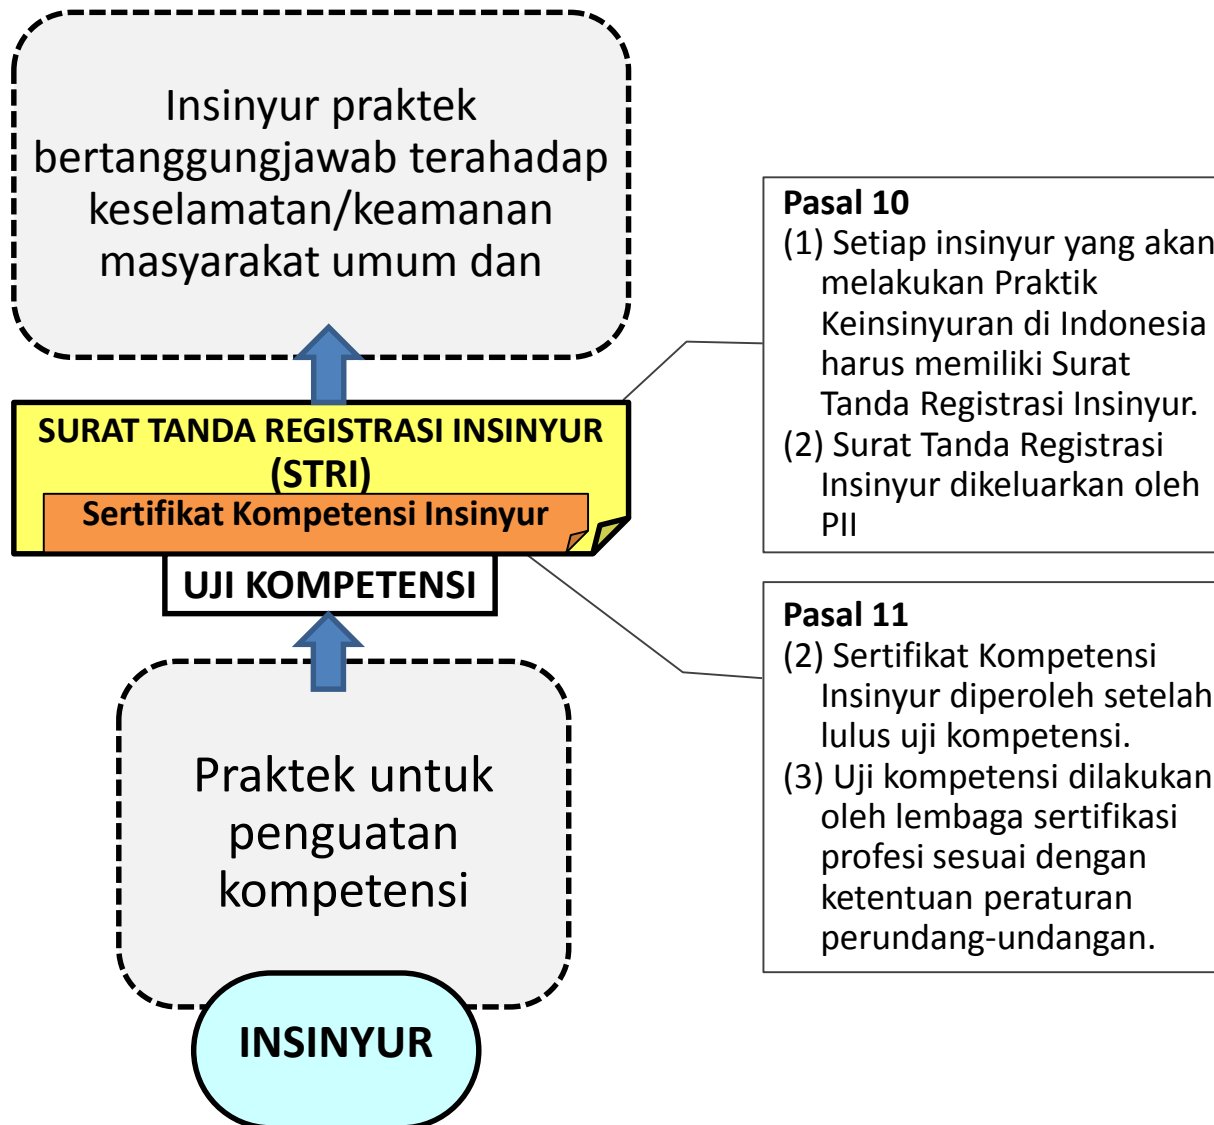 Insinyur praktek
bertanggungjawab terahadap
keselamatan/keamanan
masyarakat umum dan
SURAT TANDA REGISTRASI INSINYUR
(STRI)
Sertifikat Kompetensi Insinyur
UJI KOMPETENSI
Praktek untuk
penguatan
kompetensi
INSINYUR
Pasal 10
(1) Setiap insinyur yang akan
melakukan Praktik
Keinsinyuran di Indonesia
harus memiliki Surat
Tanda Registrasi Insinyur.
(2) Surat Tanda Registrasi
Insinyur dikeluarkan oleh
PII
Pasal 11
(2) Sertifikat Kompetensi
Insinyur diperoleh setelah
lulus uji kompetensi.
(3) Uji kompetensi dilakukan
oleh lembaga sertifikasi
profesi sesuai dengan
ketentuan peraturan
perundang-undangan.